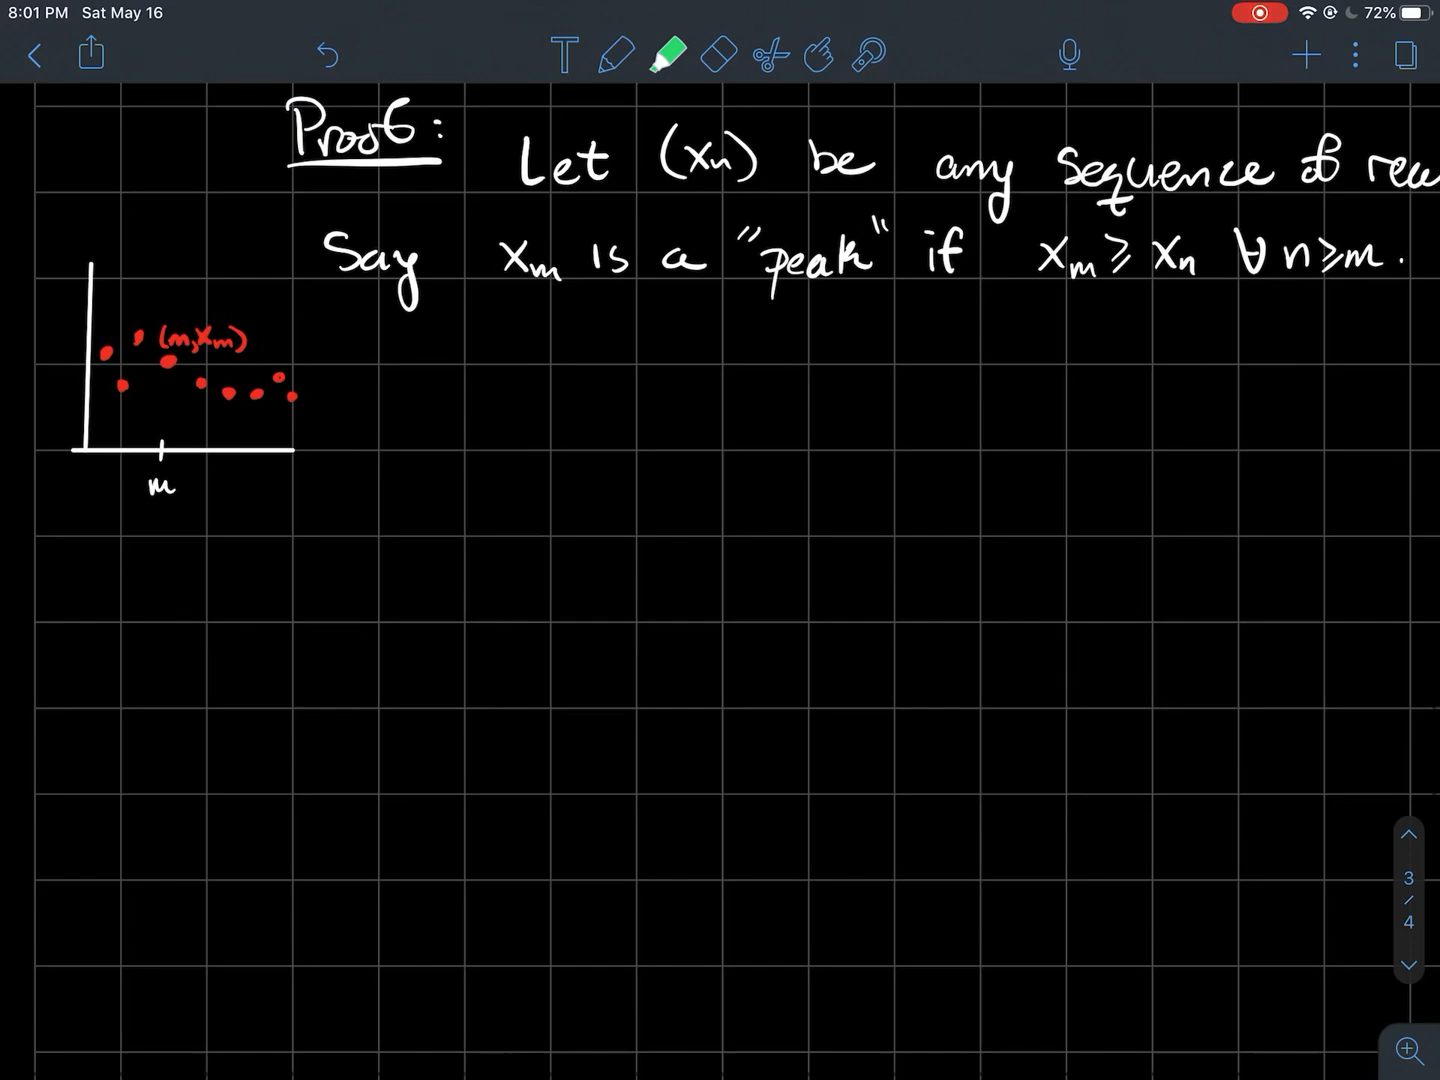 8:01 PM Sat May 16
72%
T
Proof:
Let (xn) be any sequence of
Say xm is a "peak" if xm ≥ xn ∀ n ≥ m.
(m, xm)
m
3
/
4